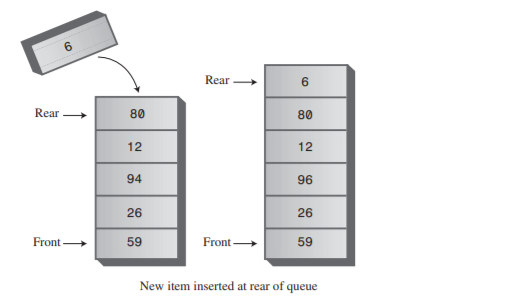 6
Rear
80
12
94
26
Front
59
Rear
6
80
12
96
26
Front
59
New item inserted at rear of queue